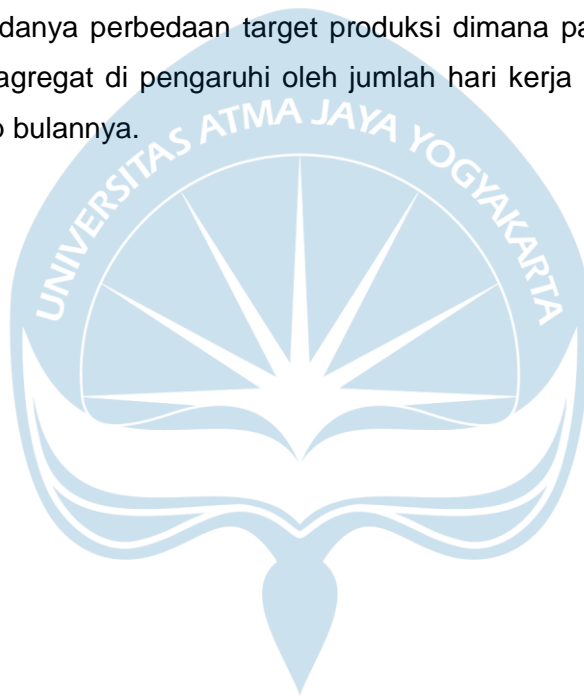 danya perbedaan target produksi dimana pa
agregat di pengaruhi oleh jumlah hari kerja
bulannya.
UNIVERSITAS ATMA JAYA YOGYAKARTA